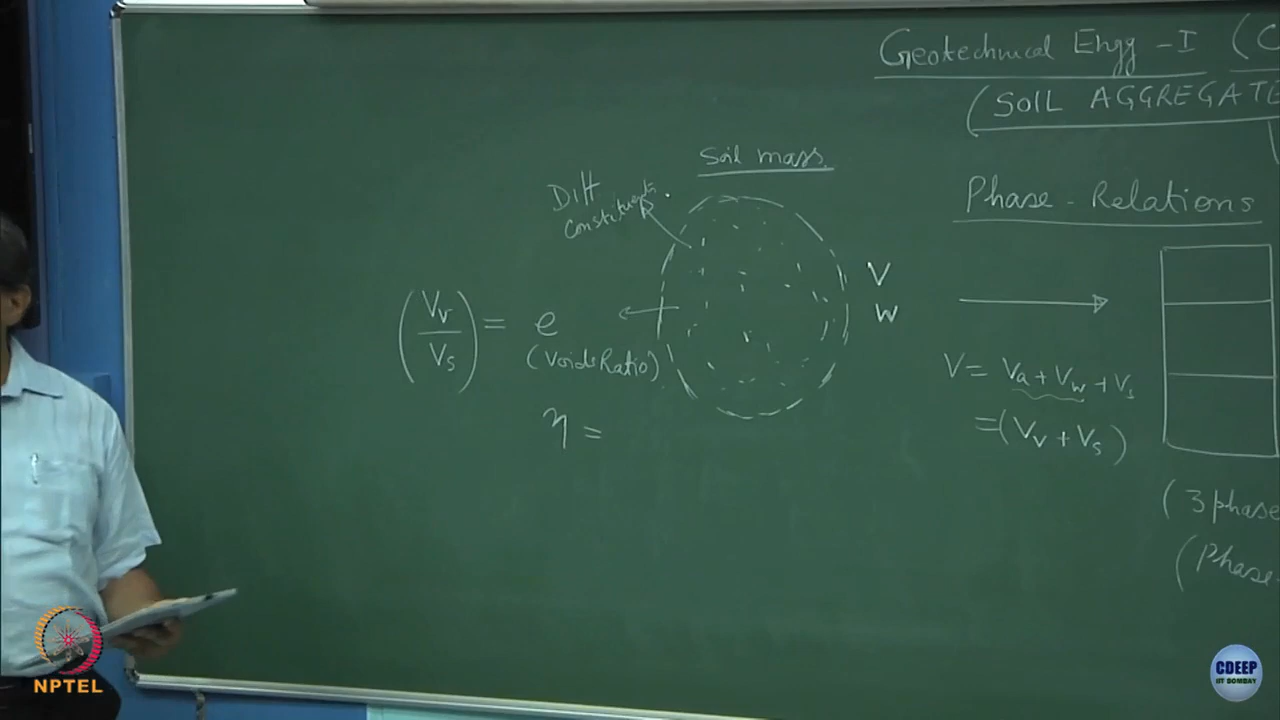 Geotechnical Engg - I (C
(SOIL AGGREGATE
Soil mass.
Phase - Relations
Diff
constituents.
V
W
(Vv/Vs) = e
(Voids Ratio)
η =
V = Va + Vw + Vs
= (Vv + Vs)
(3 phase
(Phase-
NPTEL
CDEEP
IIT BOMBAY